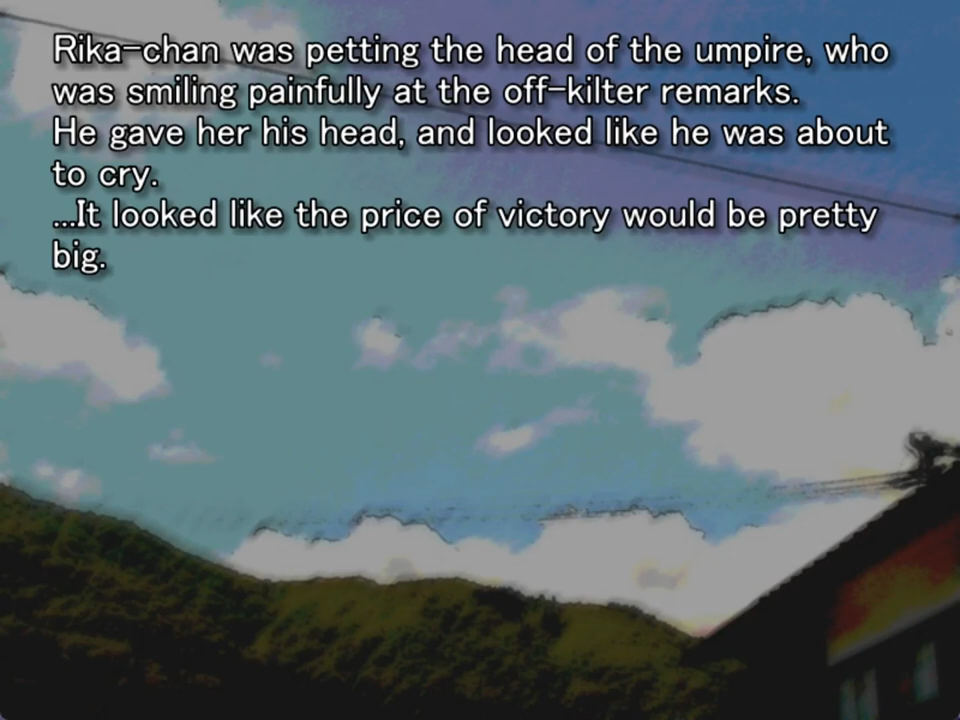 Rika-chan was petting the head of the umpire, who
was smiling painfully at the off-kilter remarks.
He gave her his head, and looked like he was about
to cry.
...It looked like the price of victory would be pretty
big.